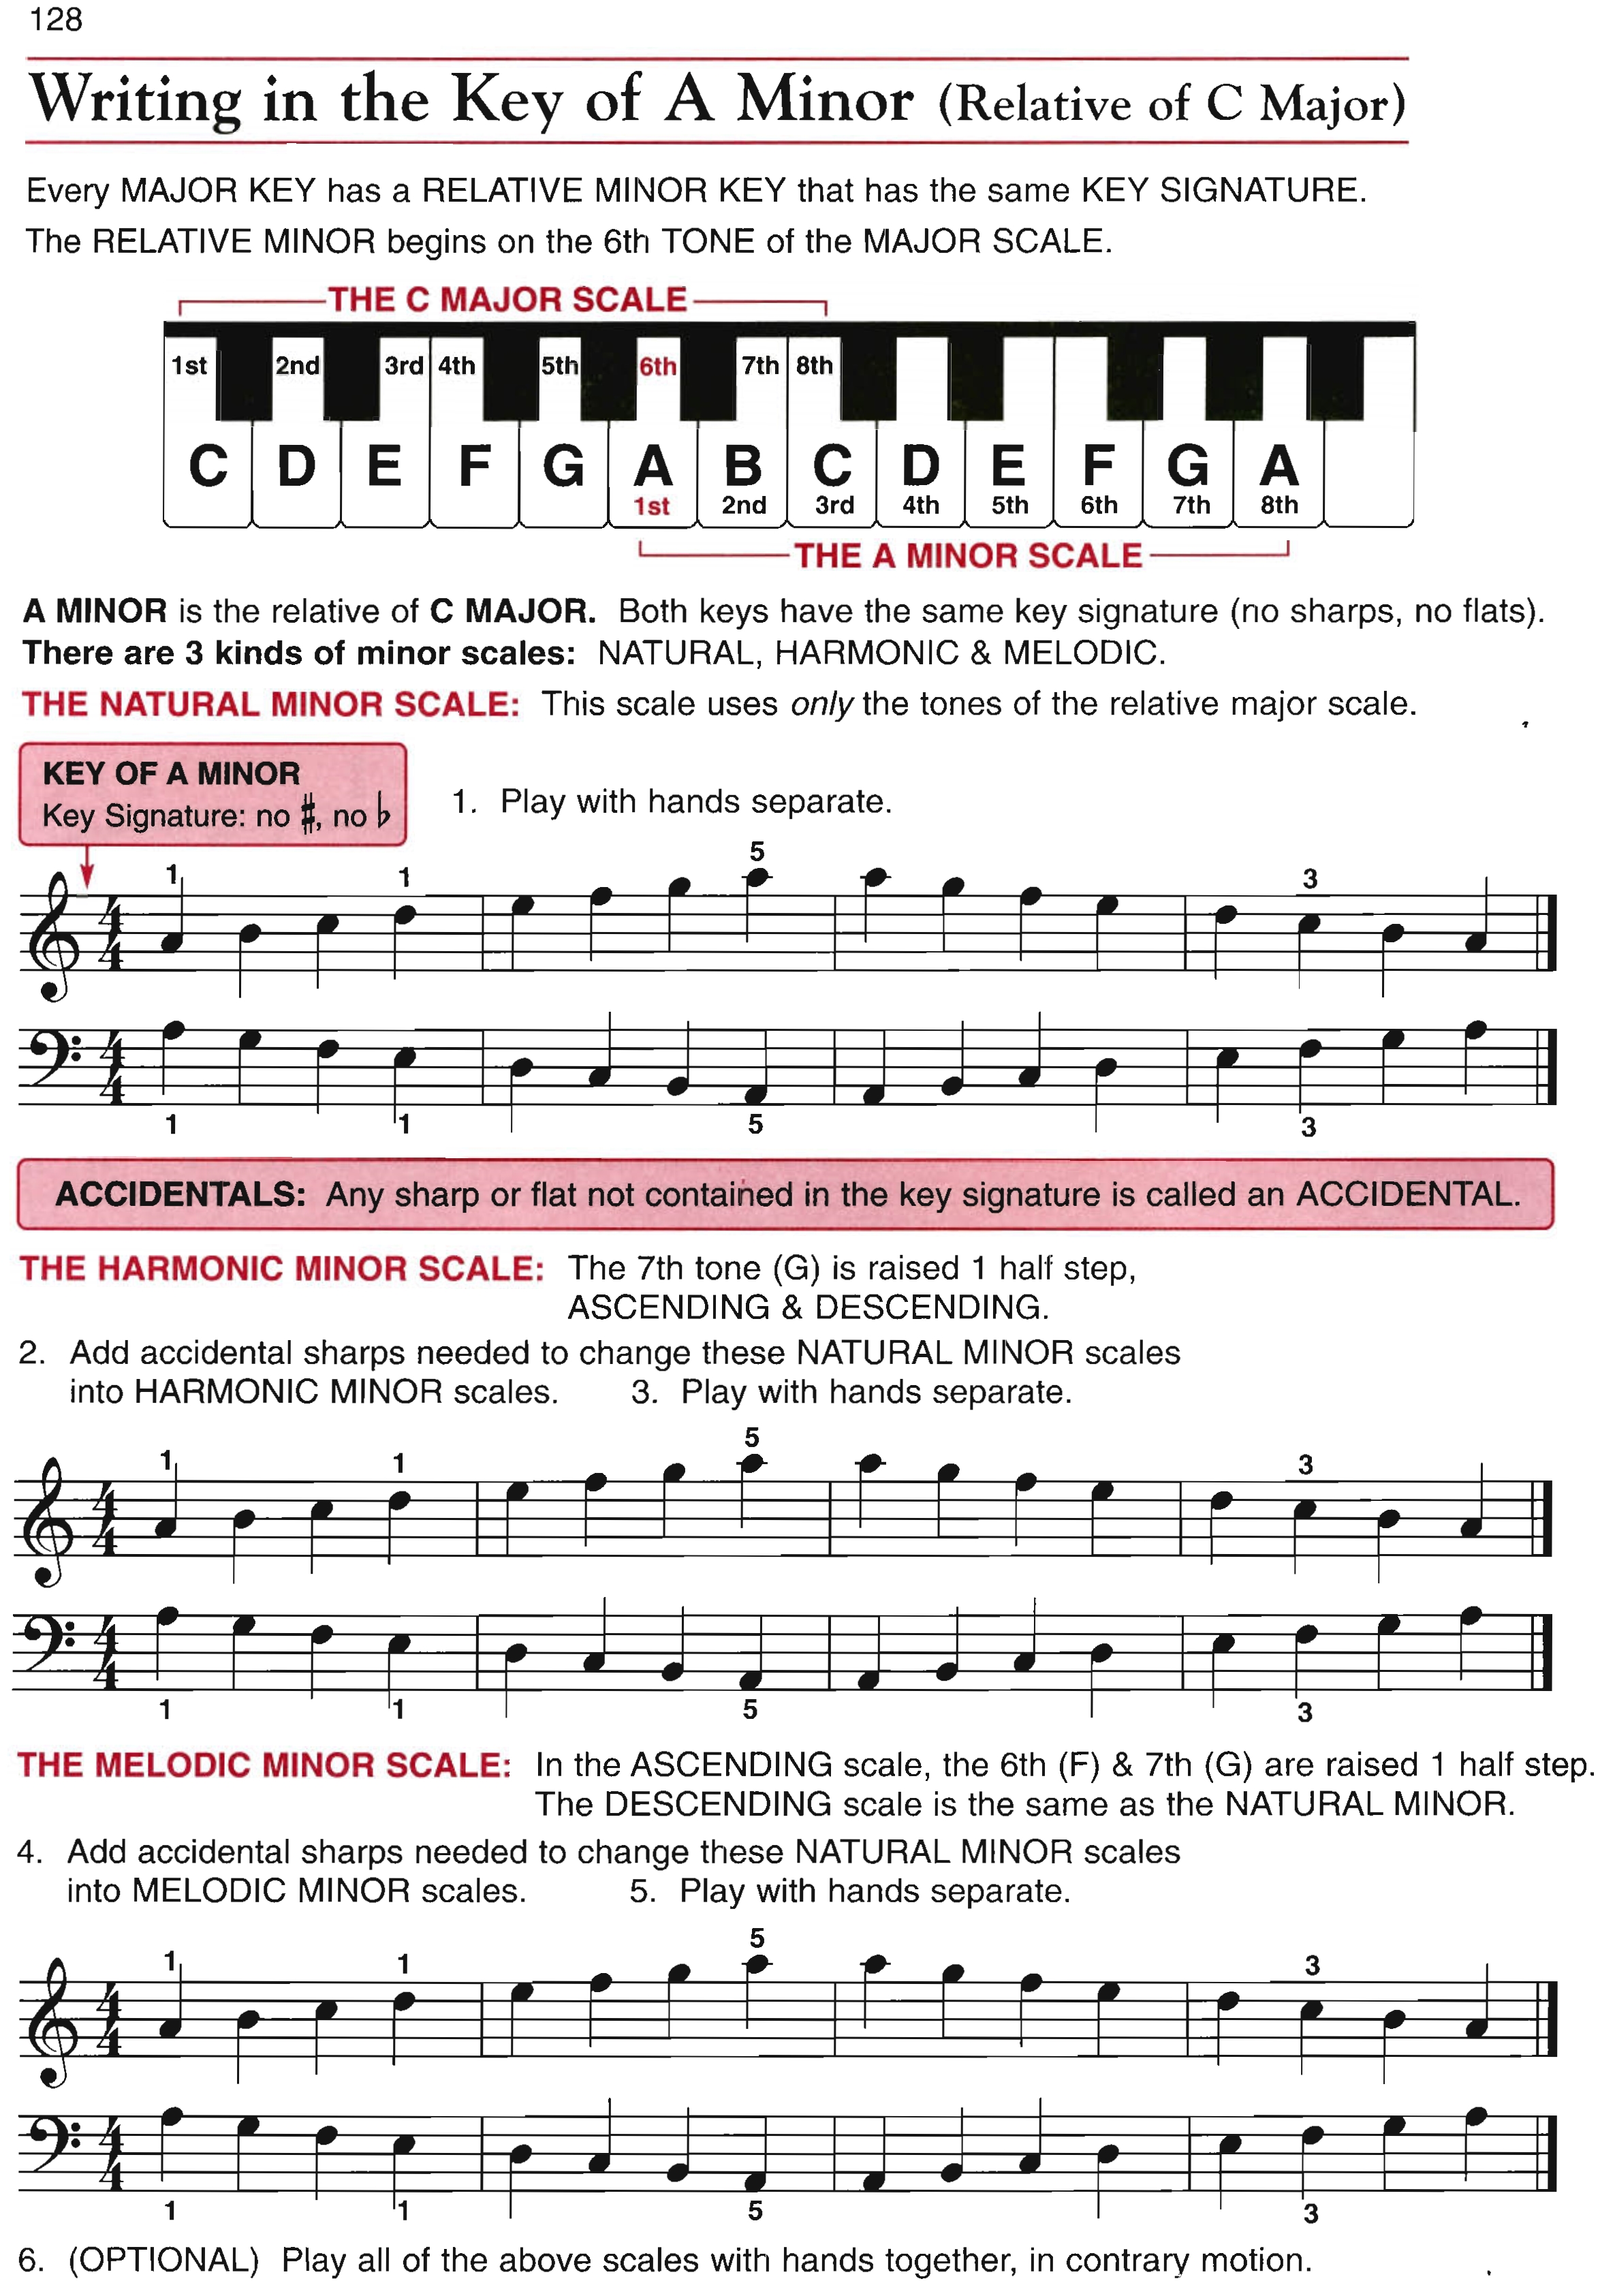 128
Writing in the Key of A Minor (Relative of C Major)
Every MAJOR KEY has a RELATIVE MINOR KEY that has the same KEY SIGNATURE.
The RELATIVE MINOR begins on the 6th TONE of the MAJOR SCALE.
THE C MAJOR SCALE
1st 2nd 3rd 4th 5th 6th 7th 8th
C D E F G A B C D E F G A
1st 2nd 3rd 4th 5th 6th 7th 8th
THE A MINOR SCALE
A MINOR is the relative of C MAJOR. Both keys have the same key signature (no sharps, no flats).
There are 3 kinds of minor scales: NATURAL, HARMONIC & MELODIC.
THE NATURAL MINOR SCALE: This scale uses only the tones of the relative major scale.
KEY OF A MINOR
Key Signature: no ♯, no ♭
1. Play with hands separate.
1 1 5 3
4
4
4
4
1 1 5 3
ACCIDENTALS: Any sharp or flat not contained in the key signature is called an ACCIDENTAL.
THE HARMONIC MINOR SCALE: The 7th tone (G) is raised 1 half step,
ASCENDING & DESCENDING.
2. Add accidental sharps needed to change these NATURAL MINOR scales
into HARMONIC MINOR scales. 3. Play with hands separate.
1 1 5 3
4
4
4
4
1 1 5 3
THE MELODIC MINOR SCALE: In the ASCENDING scale, the 6th (F) & 7th (G) are raised 1 half step.
The DESCENDING scale is the same as the NATURAL MINOR.
4. Add accidental sharps needed to change these NATURAL MINOR scales
into MELODIC MINOR scales. 5. Play with hands separate.
1 1 5 3
4
4
4
4
1 1 5 3
6. (OPTIONAL) Play all of the above scales with hands together, in contrary motion.